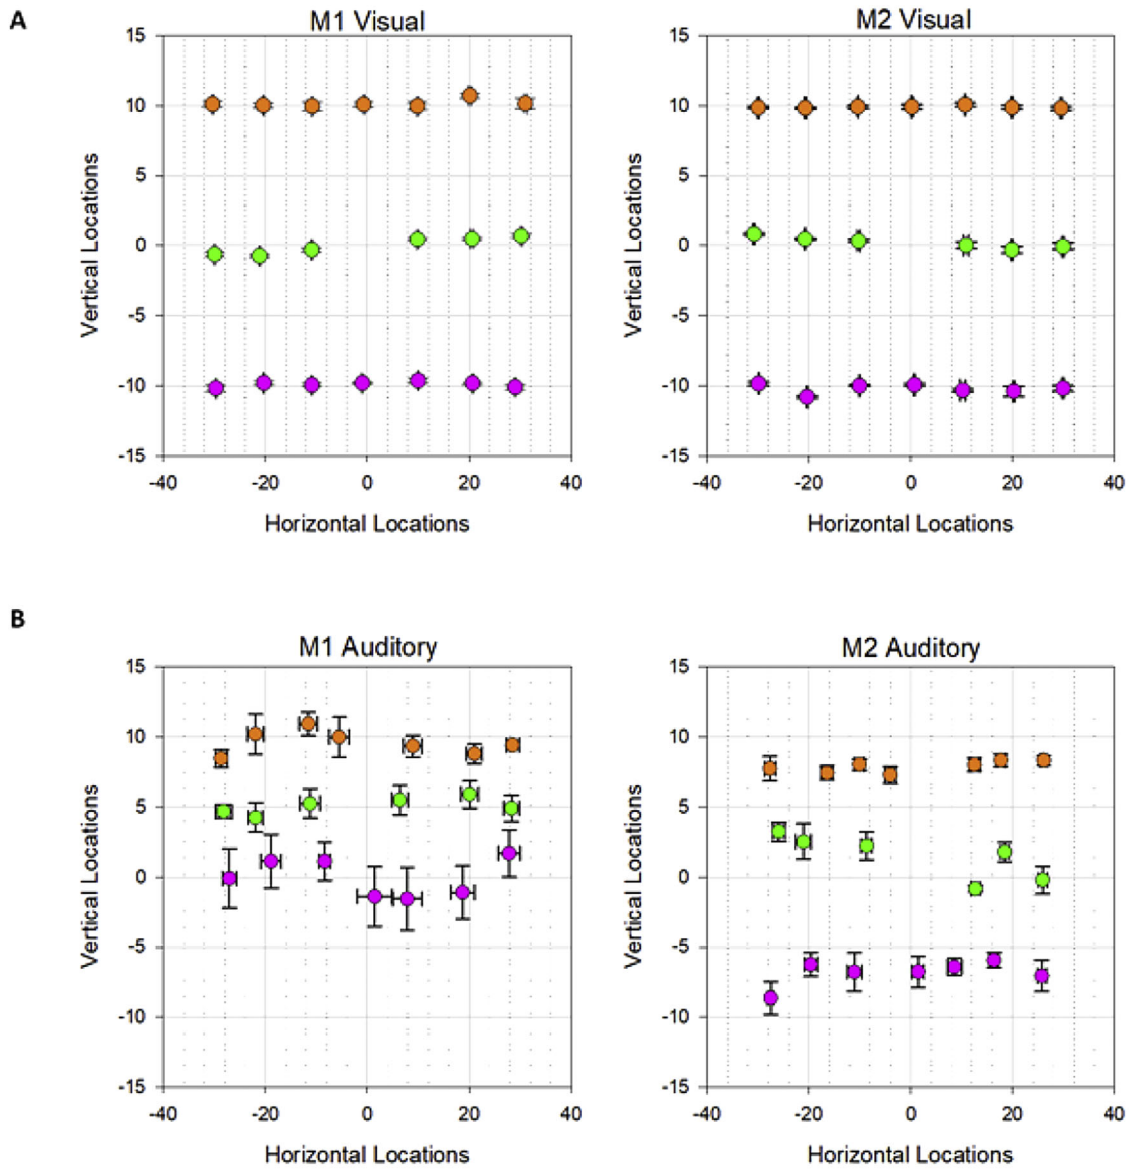 A
M1 Visual
15
10
5
0
-5
-10
-15
Vertical Locations
-40 -20 0 20 40
Horizontal Locations
M2 Visual
15
10
5
0
-5
-10
-15
Vertical Locations
-40 -20 0 20 40
Horizontal Locations
B
M1 Auditory
15
10
5
0
-5
-10
-15
Vertical Locations
-40 -20 0 20 40
Horizontal Locations
M2 Auditory
15
10
5
0
-5
-10
-15
Vertical Locations
-40 -20 0 20 40
Horizontal Locations